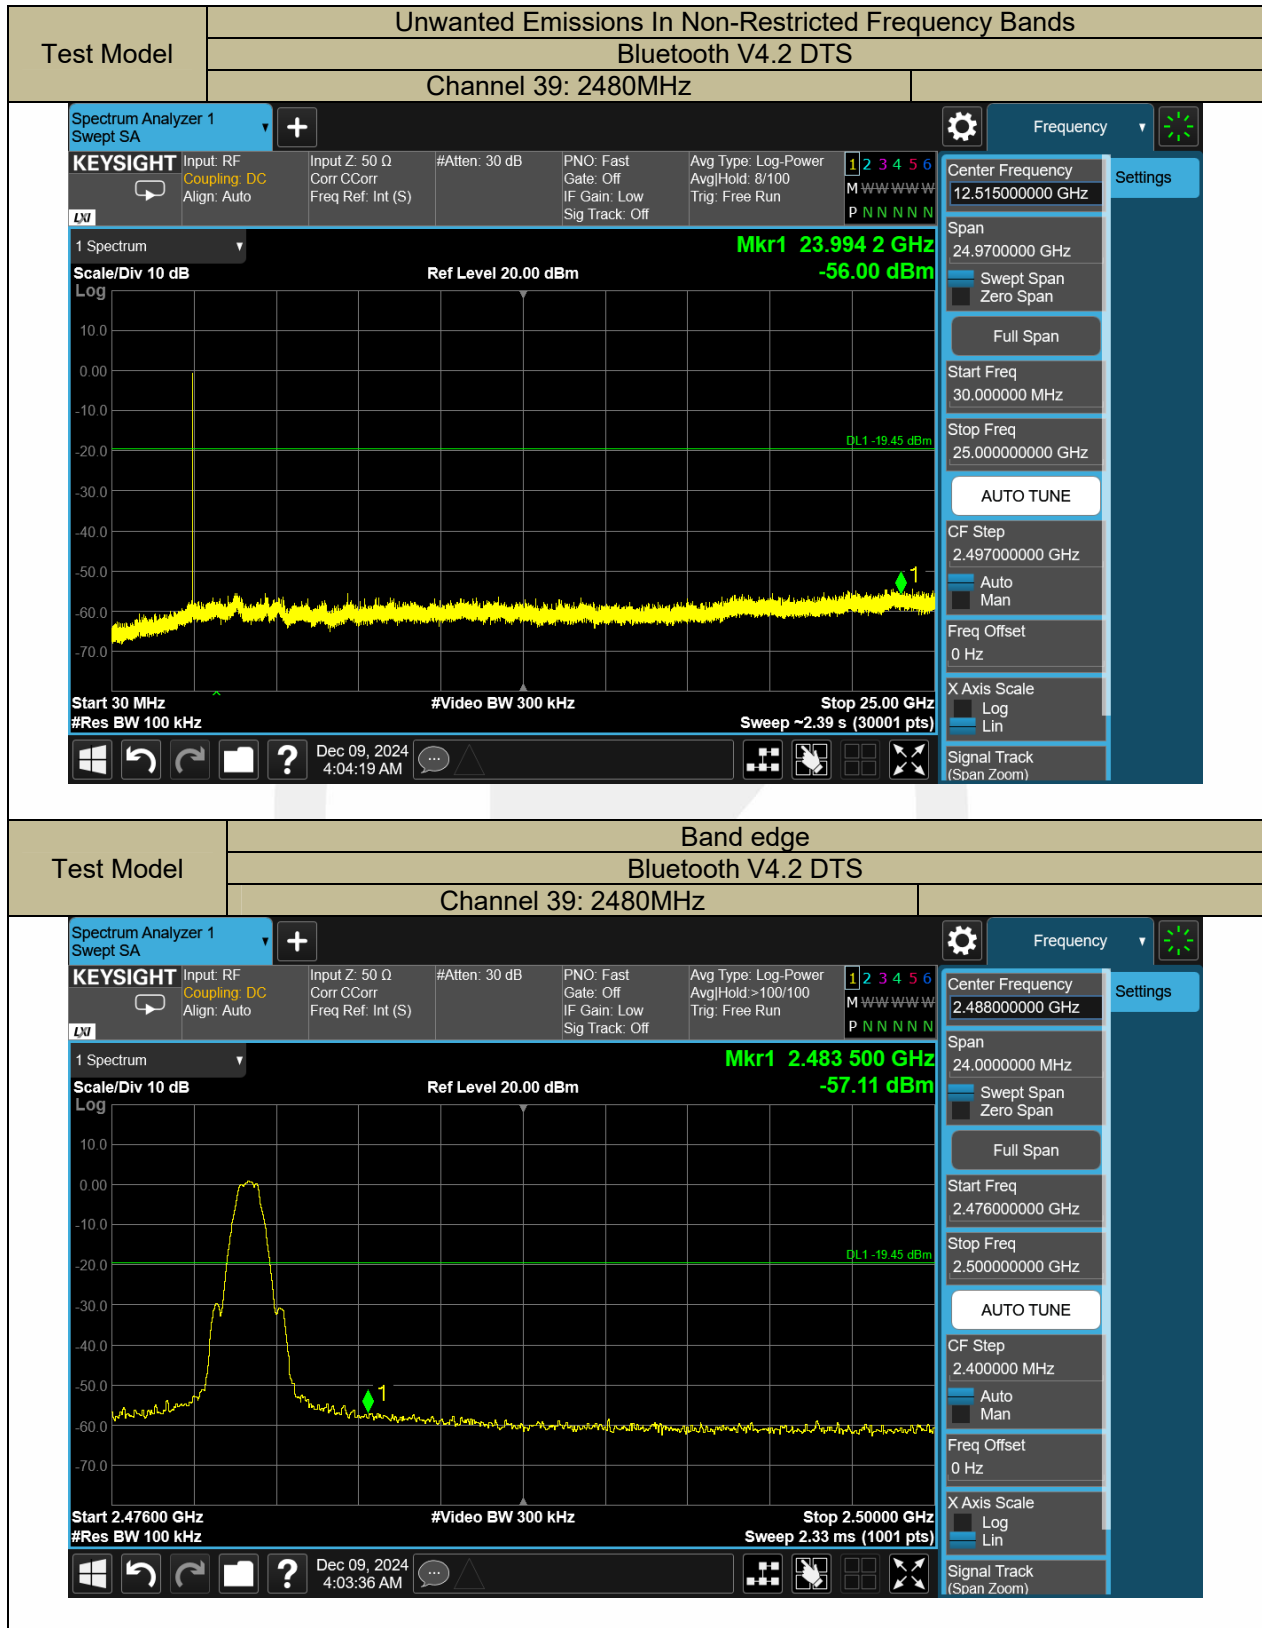 Test Model
Unwanted Emissions In Non-Restricted Frequency Bands
Bluetooth V4.2 DTS
Channel 39: 2480MHz
Spectrum Analyzer 1
Swept SA
Frequency
KEYSIGHT
LXI
Input: RF
Coupling: DC
Align: Auto
Input Z: 50 Ω
Corr CCorr
Freq Ref: Int (S)
#Atten: 30 dB
PNO: Fast
Gate: Off
IF Gain: Low
Sig Track: Off
Avg Type: Log-Power
Avg|Hold: 8/100
Trig: Free Run
1 2 3 4 5 6
M W W W W W
P N N N N N
1 Spectrum
Mkr1 23.994 2 GHz
-56.00 dBm
Scale/Div 10 dB
Ref Level 20.00 dBm
Log
10.0
0.00
-10.0
-20.0
-30.0
-40.0
-50.0
-60.0
-70.0
DL1 -19.45 dBm
1
Start 30 MHz
#Video BW 300 kHz
Stop 25.00 GHz
#Res BW 100 kHz
Sweep ~2.39 s (30001 pts)
Dec 09, 2024
4:04:19 AM
Center Frequency
12.515000000 GHz
Span
24.9700000 GHz
Swept Span
Zero Span
Full Span
Start Freq
30.000000 MHz
Stop Freq
25.000000000 GHz
AUTO TUNE
CF Step
2.497000000 GHz
Auto
Man
Freq Offset
0 Hz
X Axis Scale
Log
Lin
Signal Track
(Span Zoom)
Settings
Test Model
Band edge
Bluetooth V4.2 DTS
Channel 39: 2480MHz
Spectrum Analyzer 1
Swept SA
Frequency
KEYSIGHT
LXI
Input: RF
Coupling: DC
Align: Auto
Input Z: 50 Ω
Corr CCorr
Freq Ref: Int (S)
#Atten: 30 dB
PNO: Fast
Gate: Off
IF Gain: Low
Sig Track: Off
Avg Type: Log-Power
Avg|Hold:>100/100
Trig: Free Run
1 2 3 4 5 6
M W W W W W
P N N N N N
1 Spectrum
Mkr1 2.483 500 GHz
-57.11 dBm
Scale/Div 10 dB
Ref Level 20.00 dBm
Log
10.0
0.00
-10.0
-20.0
-30.0
-40.0
-50.0
-60.0
-70.0
DL1 -19.45 dBm
1
Start 2.47600 GHz
#Video BW 300 kHz
Stop 2.50000 GHz
#Res BW 100 kHz
Sweep 2.33 ms (1001 pts)
Dec 09, 2024
4:03:36 AM
Center Frequency
2.488000000 GHz
Span
24.0000000 MHz
Swept Span
Zero Span
Full Span
Start Freq
2.476000000 GHz
Stop Freq
2.500000000 GHz
AUTO TUNE
CF Step
2.400000 MHz
Auto
Man
Freq Offset
0 Hz
X Axis Scale
Log
Lin
Signal Track
(Span Zoom)
Settings